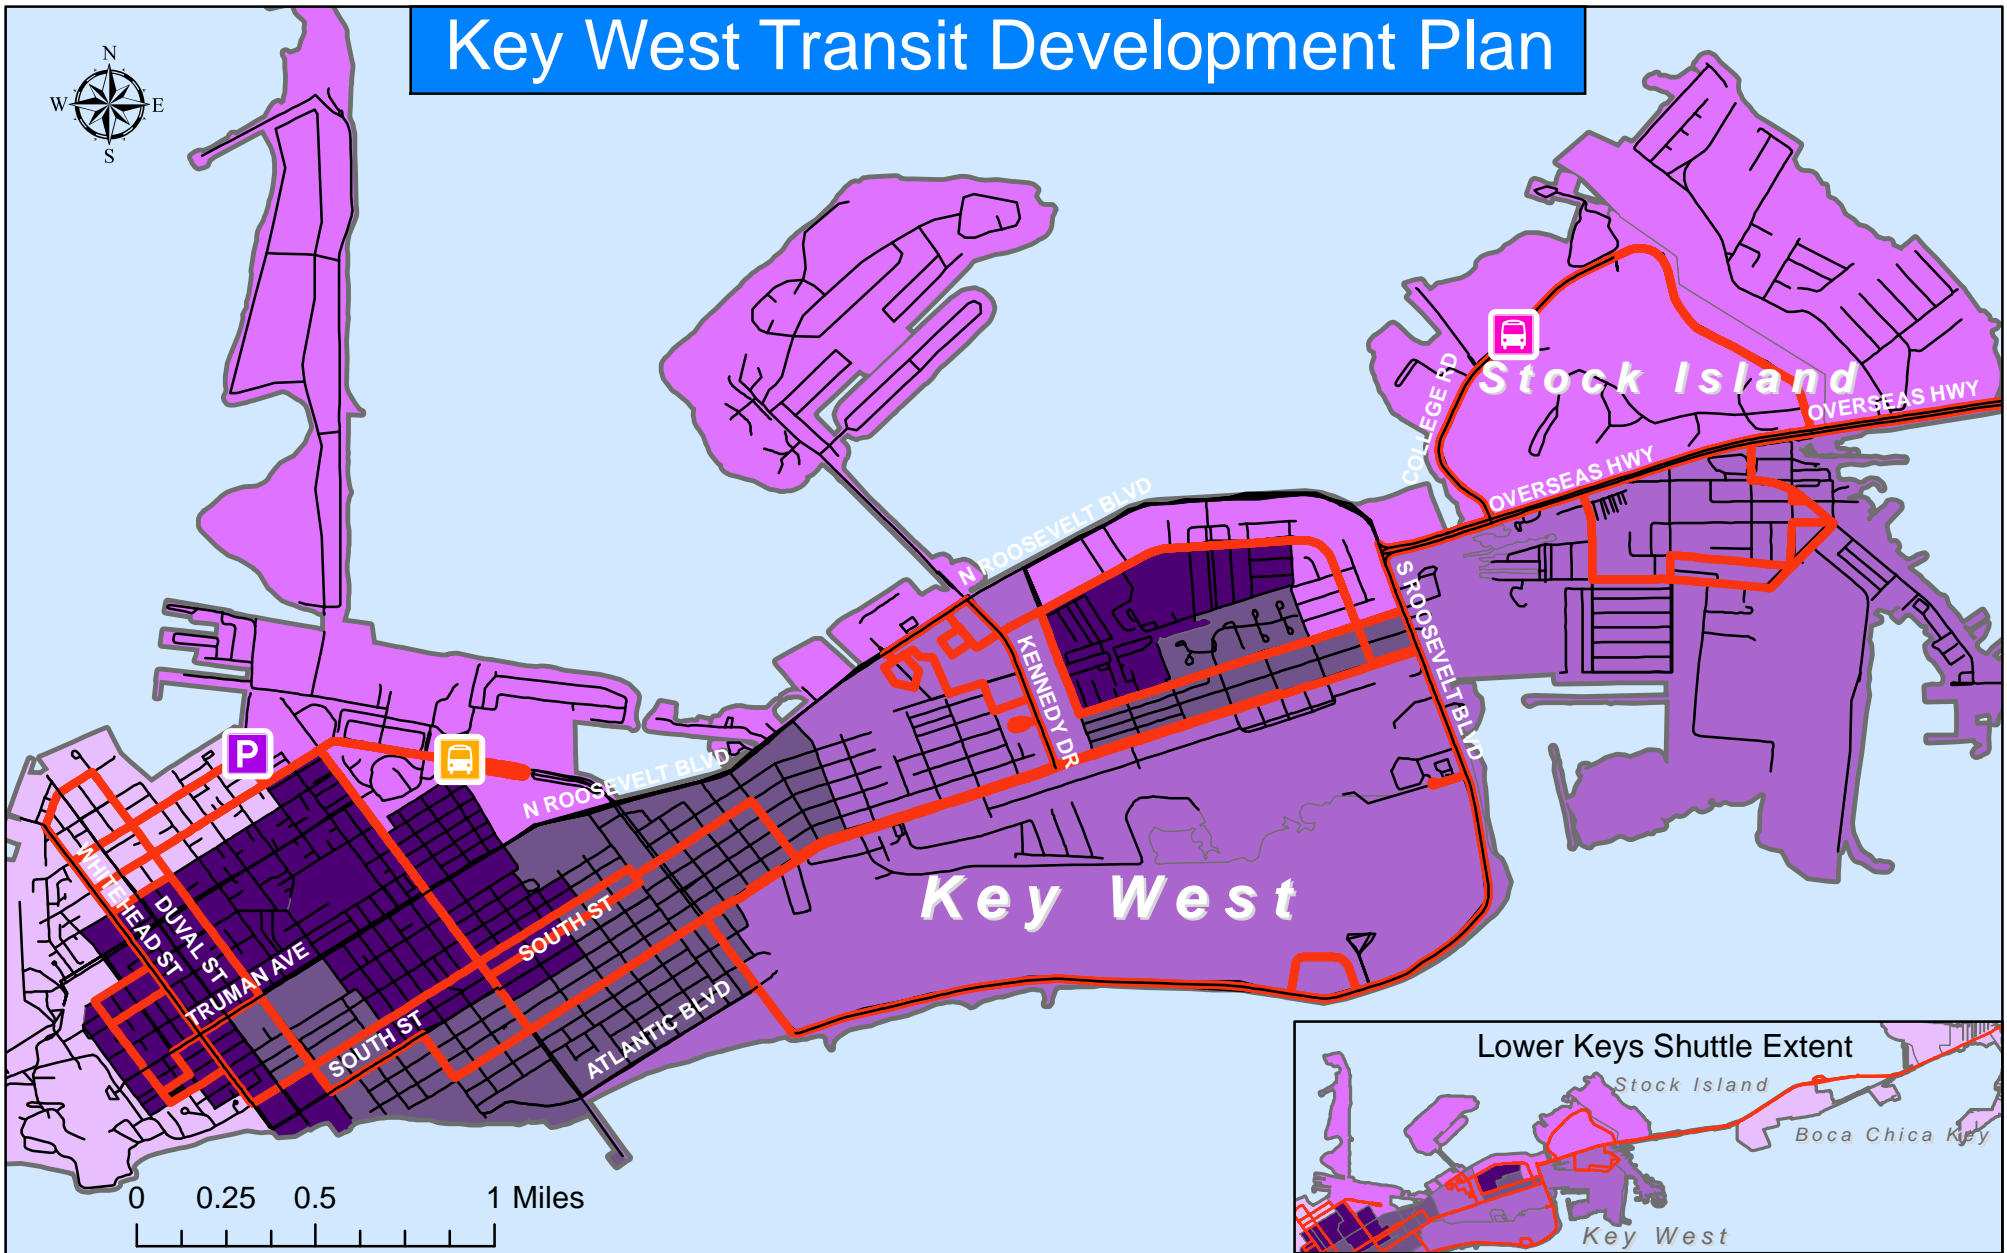 Key West Transit Development Plan
N
W E
S
COLLEGE RD
Stock Island
OVERSEAS HWY
OVERSEAS HWY
N ROOSEVELT BLVD
S ROOSEVELT BLVD
KENNEDY DR
P
N ROOSEVELT BLVD
Key West
WHITEHEAD ST
DUVAL ST
TRUMAN AVE
SOUTH ST
SOUTH ST
ATLANTIC BLVD
Lower Keys Shuttle Extent
Stock Island
Boca Chica Key
Key West
0 0.25 0.5 1 Miles